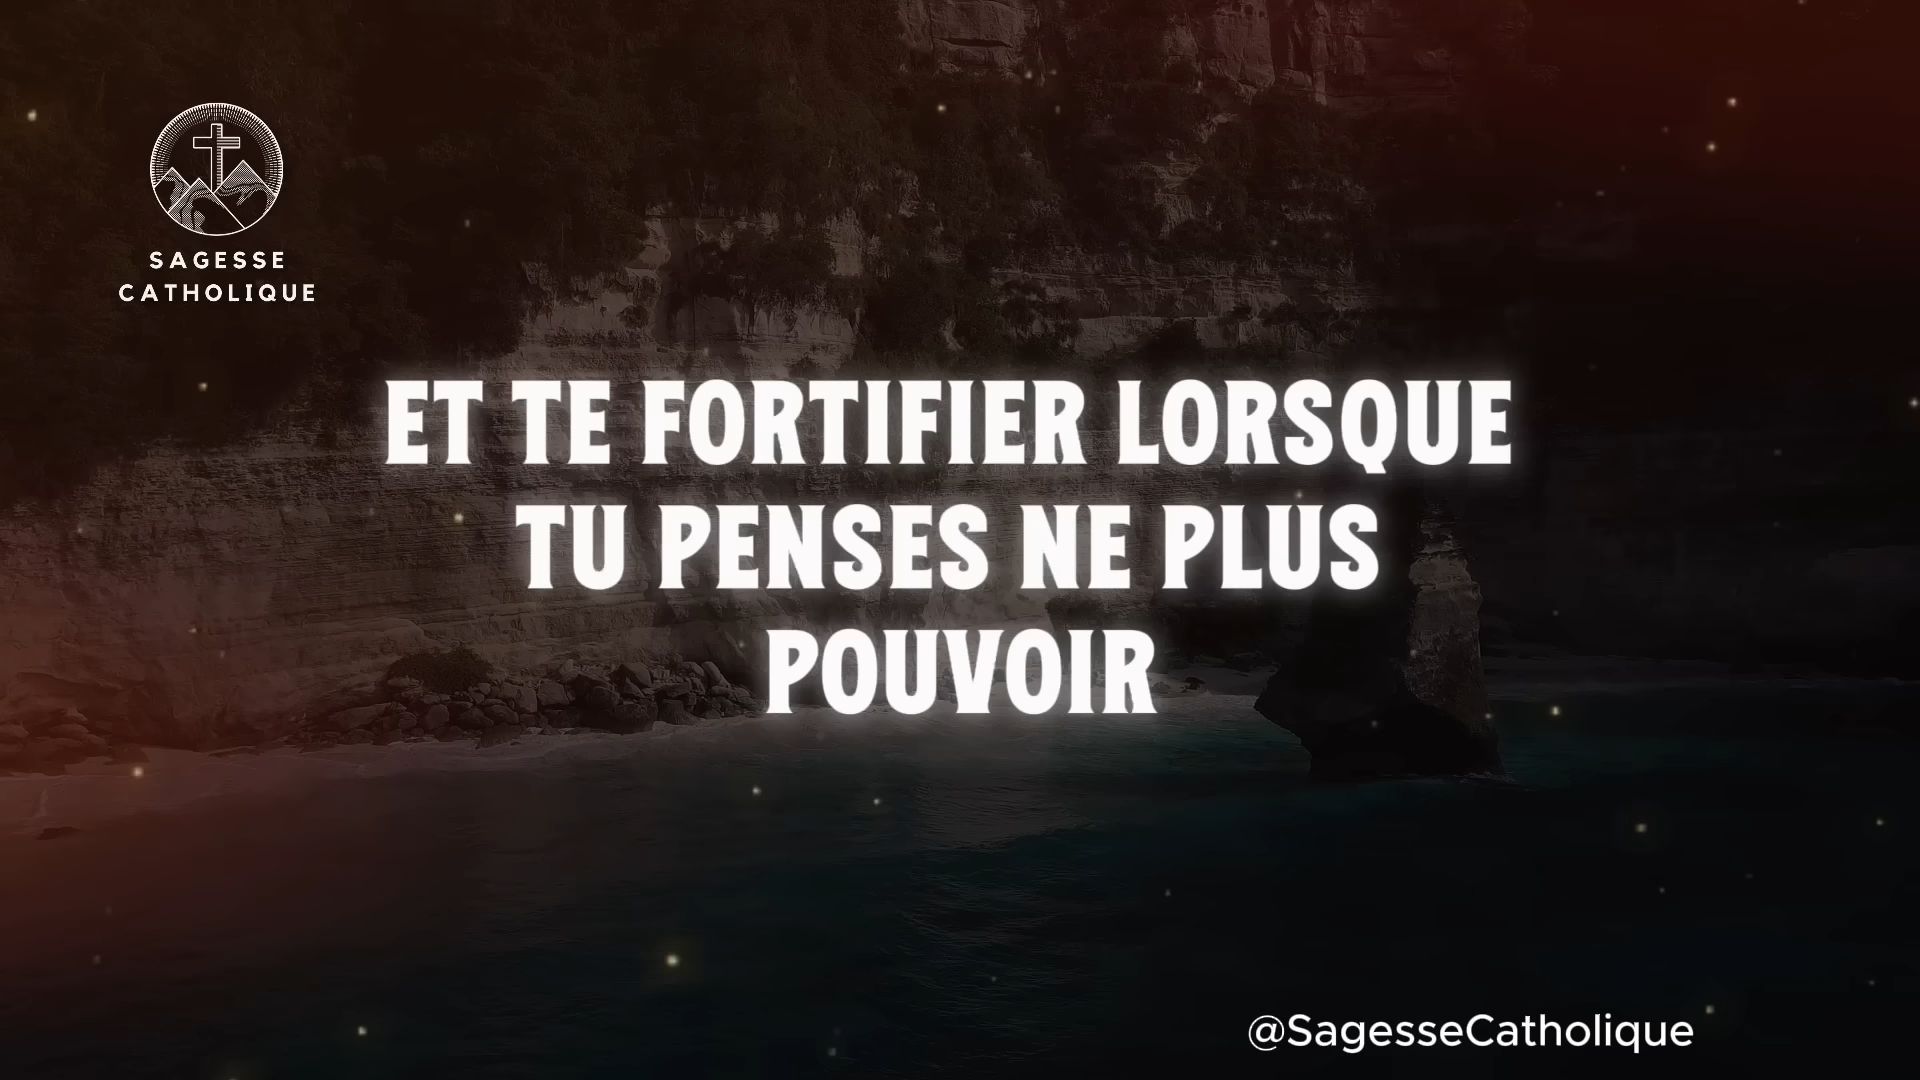 SAGESSE
CATHOLIQUE
ET TE FORTIFIER LORSQUE
TU PENSES NE PLUS
POUVOIR
@SagesseCatholique